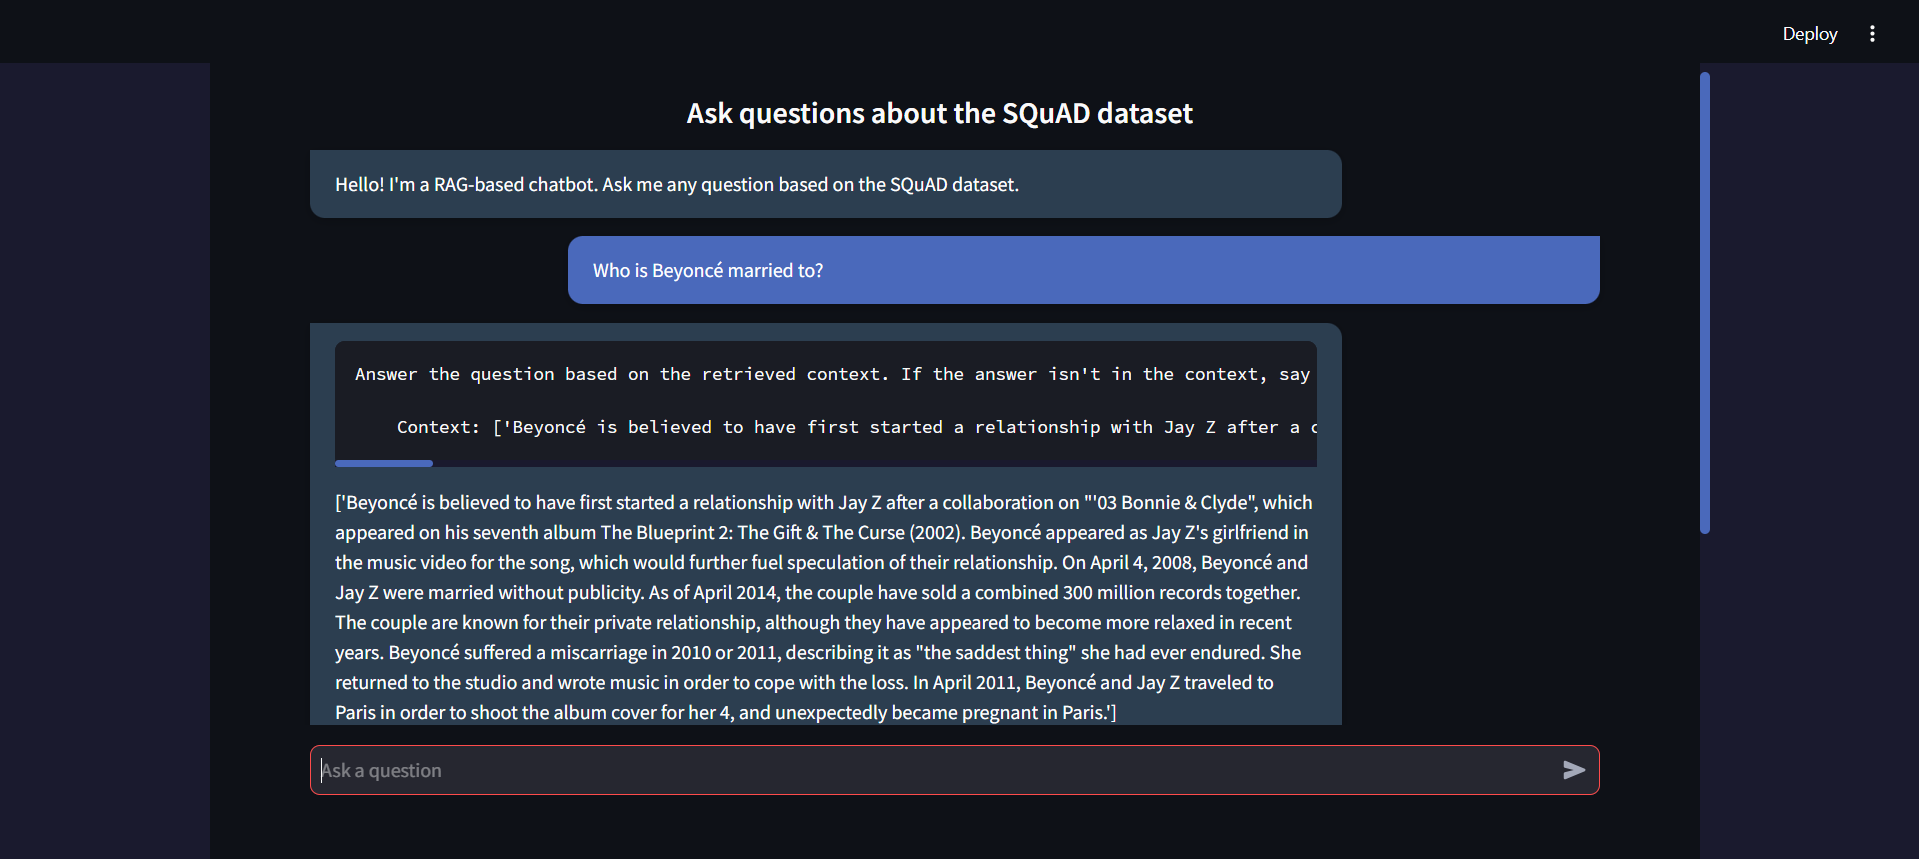 Deploy
Ask questions about the SQuAD dataset
Hello! I'm a RAG-based chatbot. Ask me any question based on the SQuAD dataset.
Who is Beyoncé married to?
Answer the question based on the retrieved context. If the answer isn't in the context, say
Context: ['Beyoncé is believed to have first started a relationship with Jay Z after a c
['Beyoncé is believed to have first started a relationship with Jay Z after a collaboration on "'03 Bonnie & Clyde", which
appeared on his seventh album The Blueprint 2: The Gift & The Curse (2002). Beyoncé appeared as Jay Z's girlfriend in
the music video for the song, which would further fuel speculation of their relationship. On April 4, 2008, Beyoncé and
Jay Z were married without publicity. As of April 2014, the couple have sold a combined 300 million records together.
The couple are known for their private relationship, although they have appeared to become more relaxed in recent
years. Beyoncé suffered a miscarriage in 2010 or 2011, describing it as "the saddest thing" she had ever endured. She
returned to the studio and wrote music in order to cope with the loss. In April 2011, Beyoncé and Jay Z traveled to
Paris in order to shoot the album cover for her 4, and unexpectedly became pregnant in Paris.']
Ask a question